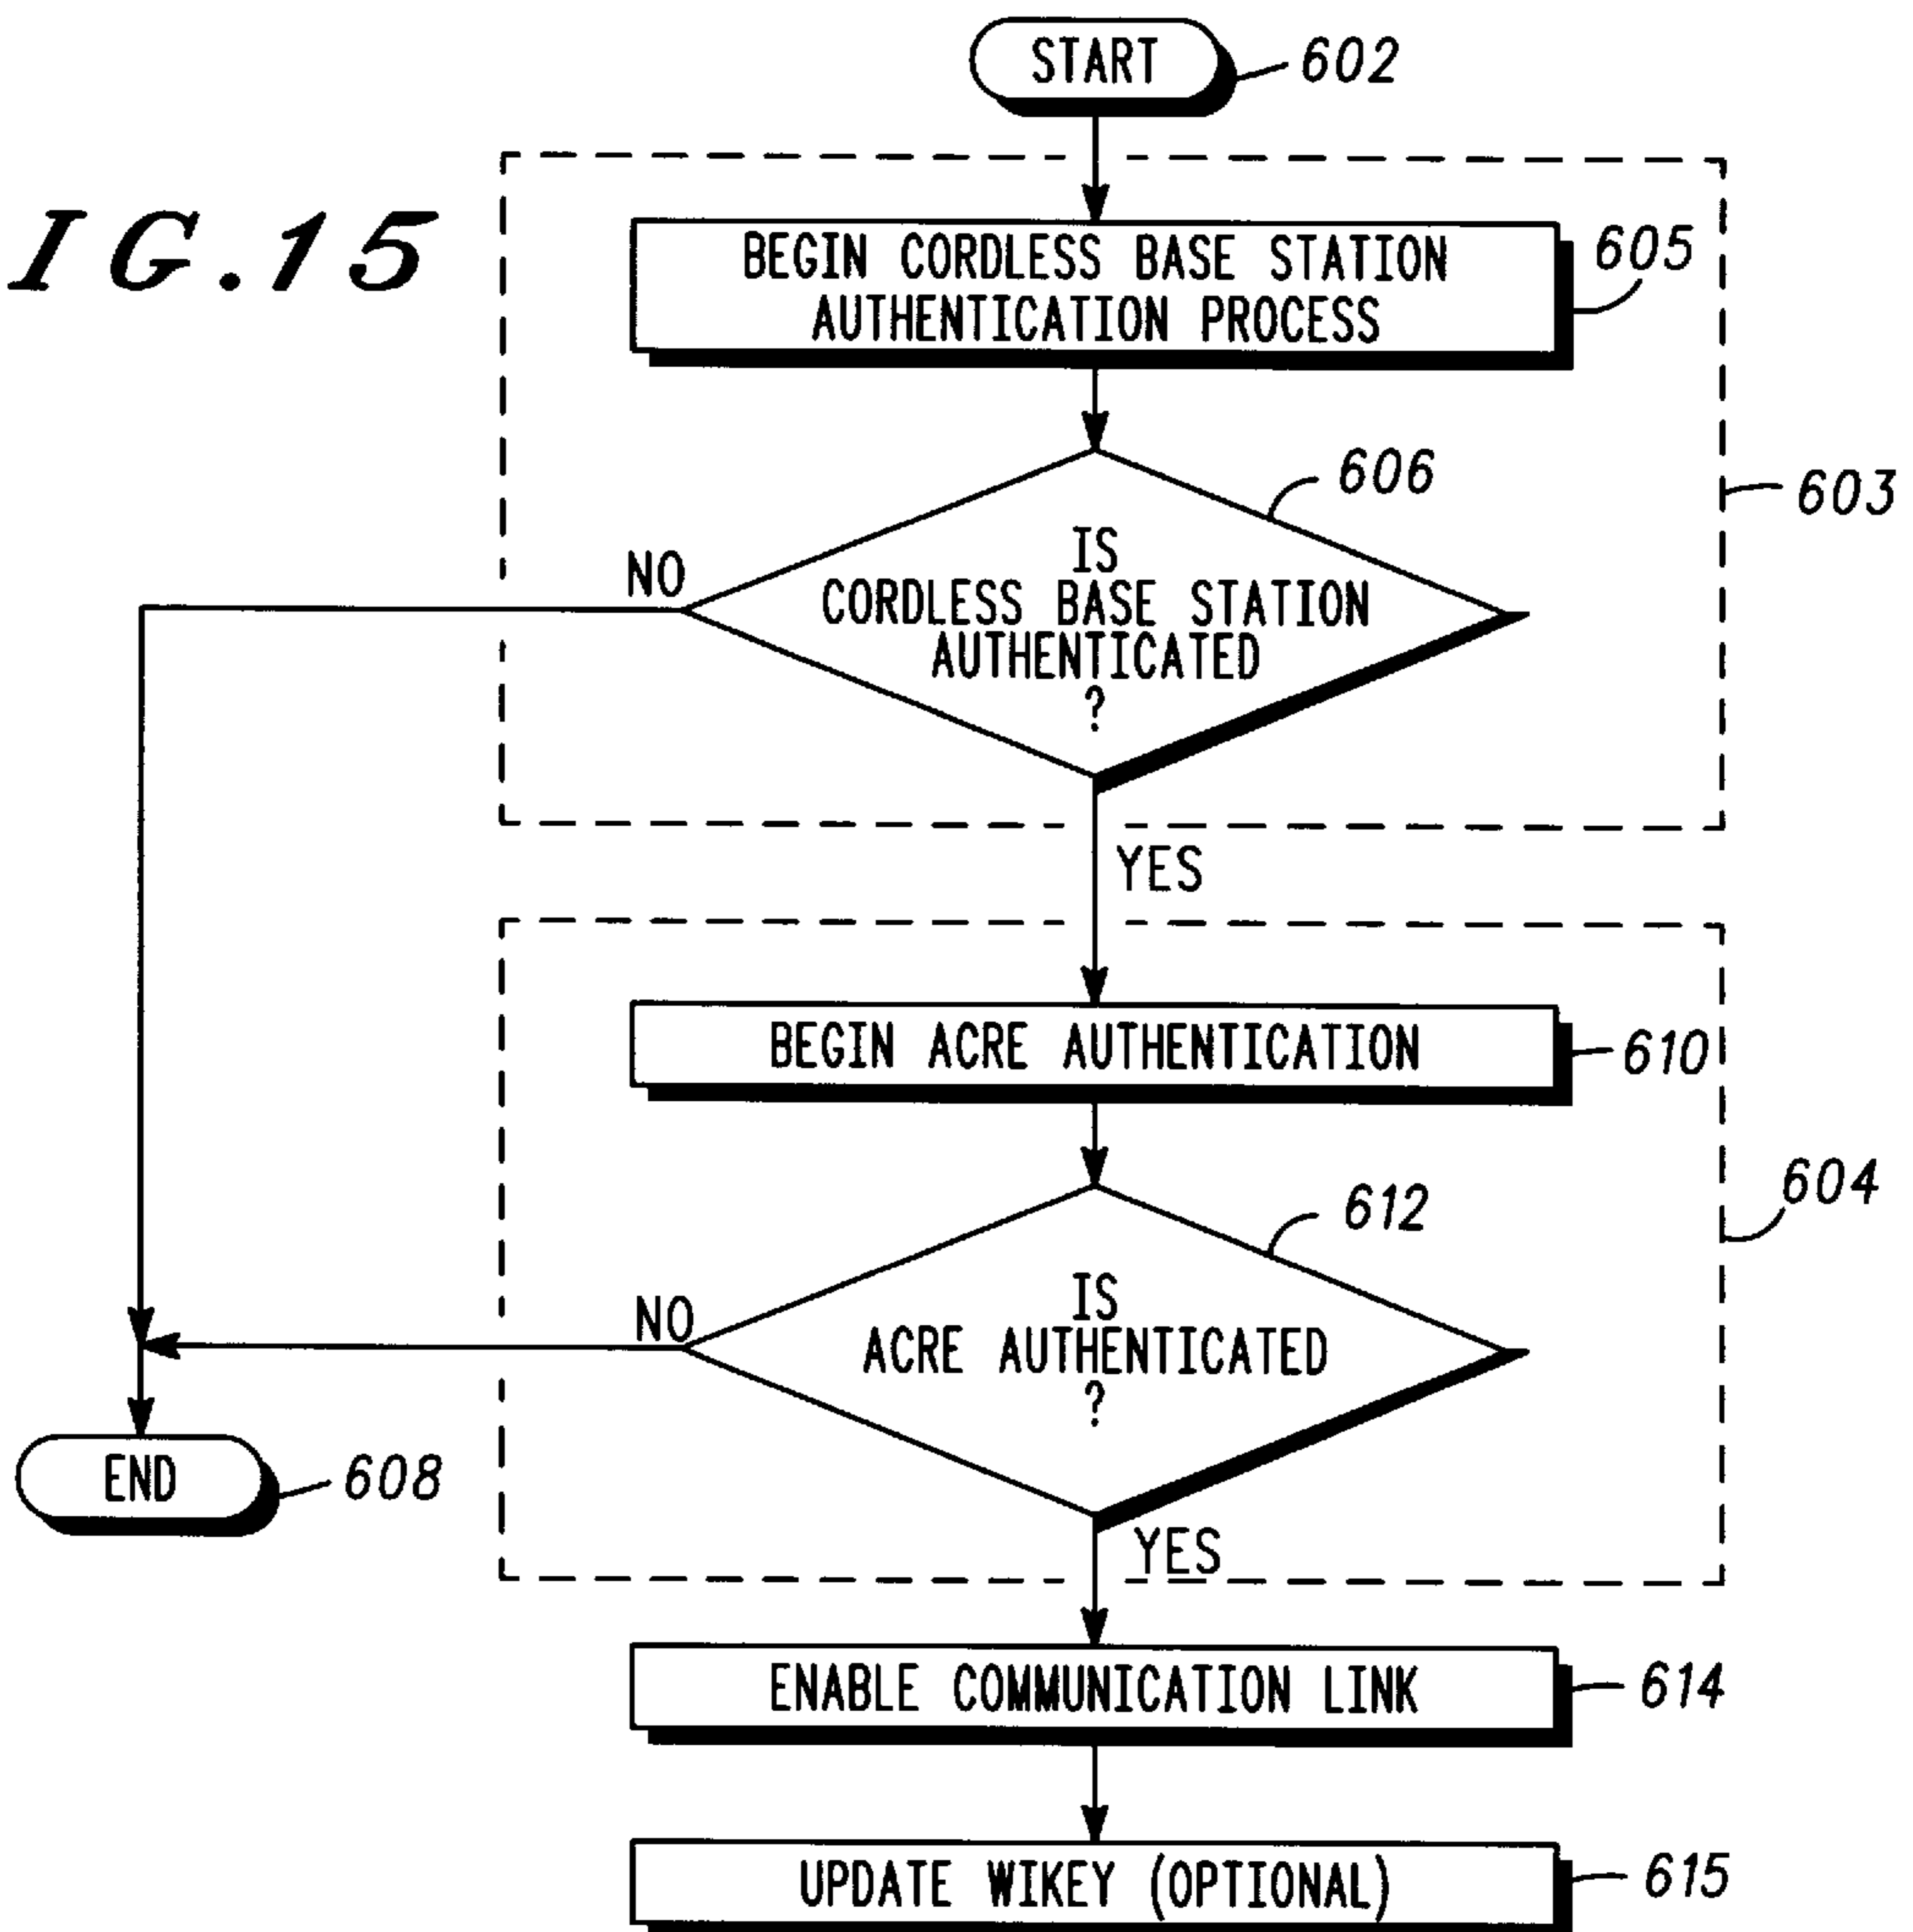 START
602
IG.15
BEGIN CORDLESS BASE STATION
AUTHENTICATION PROCESS
605
606
603
IS
CORDLESS BASE STATION
AUTHENTICATED
?
NO
YES
BEGIN ACRE AUTHENTICATION
610
604
612
IS
ACRE AUTHENTICATED
?
NO
END
608
YES
ENABLE COMMUNICATION LINK
614
UPDATE WIKEY (OPTIONAL)
615